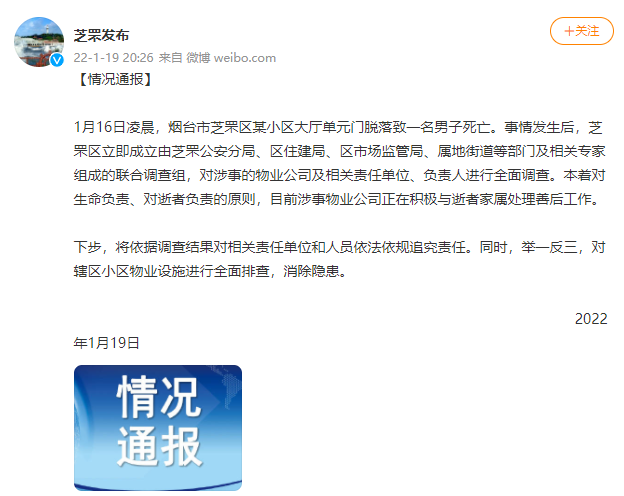 芝罘发布
+关注
22-1-19 20:26 来自 微博 weibo.com
【情况通报】
1月16日凌晨，烟台市芝罘区某小区大厅单元门脱落致一名男子死亡。事情发生后，芝
罘区立即成立由芝罘公安分局、区住建局、区市场监管局、属地街道等部门及相关专家
组成的联合调查组，对涉事的物业公司及相关责任单位、负责人进行全面调查。本着对
生命负责、对逝者负责的原则，目前涉事物业公司正在积极与逝者家属处理善后工作。
下步，将依据调查结果对相关责任单位和人员依法依规追究责任。同时，举一反三，对
辖区小区物业设施进行全面排查，消除隐患。
2022
年1月19日
情况
通报